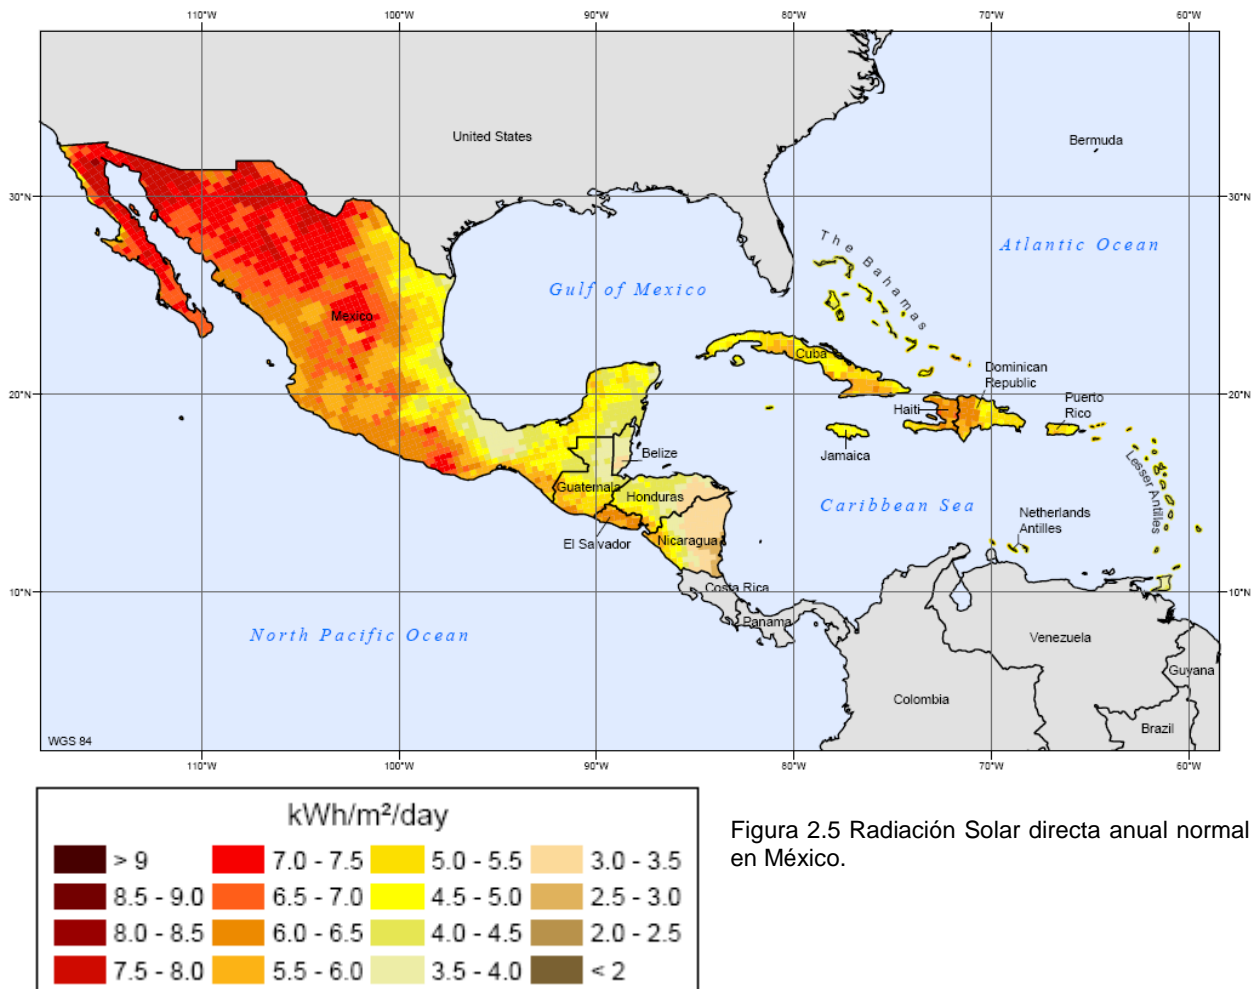 110°W 100°W 90°W 80°W 70°W 60°W
United States
Bermuda
30°N 30°N
The Bahamas
Atlantic Ocean
Gulf of Mexico
Mexico
Cuba
Dominican
Republic
20°N 20°N
Haiti
Puerto
Rico
Jamaica
Belize
Lesser Antilles
Guatemala
Honduras
Caribbean Sea
Netherlands
Antilles
El Salvador
Nicaragua
Costa Rica
10°N 10°N
Panama
North Pacific Ocean
Venezuela
Guyana
Colombia
Brazil
WGS 84
110°W 100°W 90°W 80°W 70°W 60°W
kWh/m²/day
> 9 7.0 - 7.5 5.0 - 5.5 3.0 - 3.5
8.5 - 9.0 6.5 - 7.0 4.5 - 5.0 2.5 - 3.0
8.0 - 8.5 6.0 - 6.5 4.0 - 4.5 2.0 - 2.5
7.5 - 8.0 5.5 - 6.0 3.5 - 4.0 < 2
Figura 2.5 Radiación Solar directa anual normal
en México.